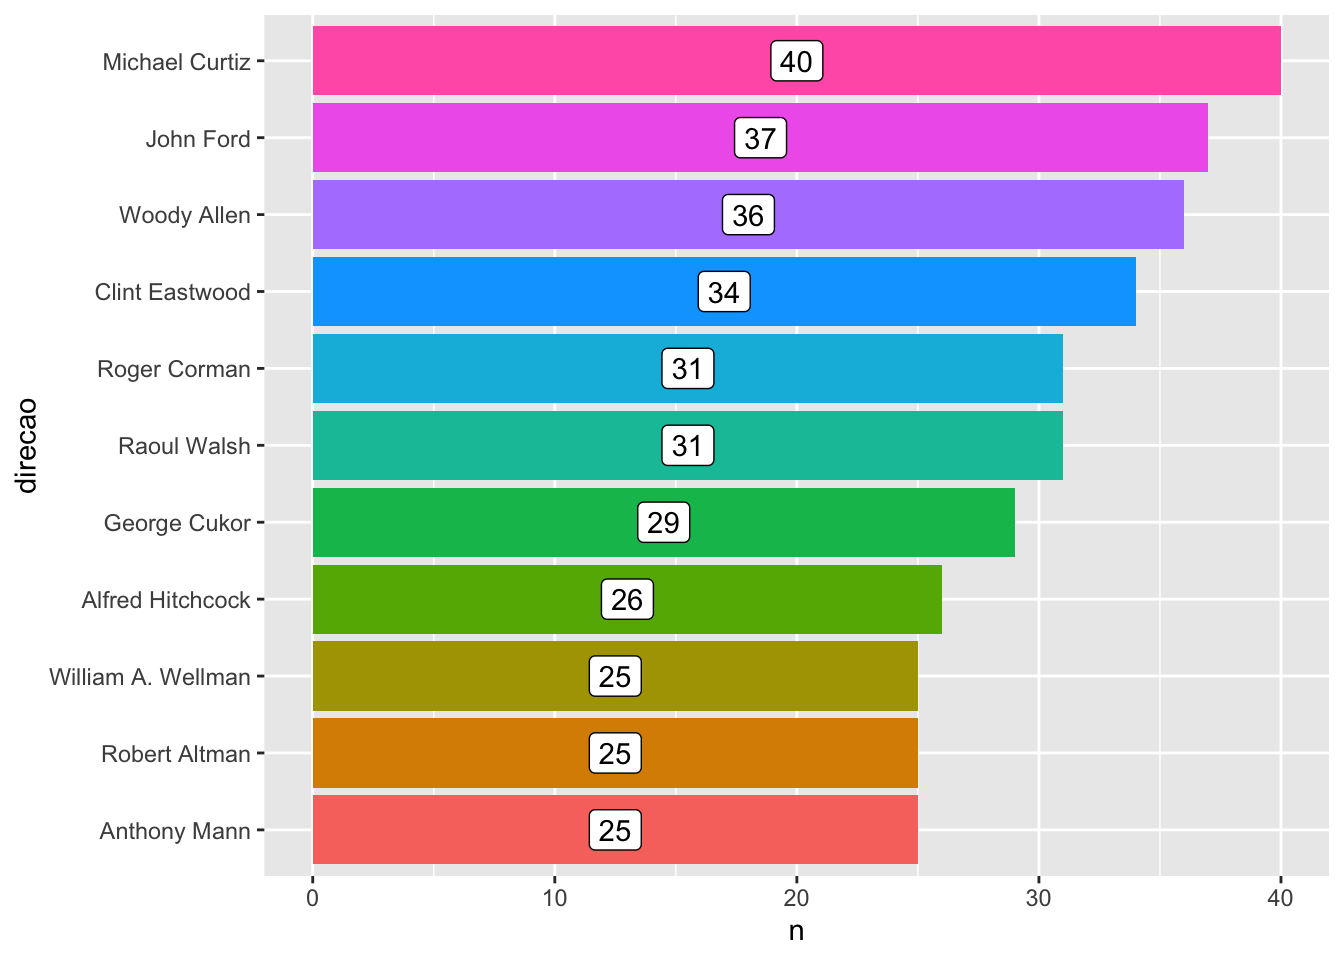 Michael Curtiz 40
John Ford 37
Woody Allen 36
Clint Eastwood 34
Roger Corman 31
Raoul Walsh 31
George Cukor 29
Alfred Hitchcock 26
William A. Wellman 25
Robert Altman 25
Anthony Mann 25
direcao
0 10 20 30 40
n